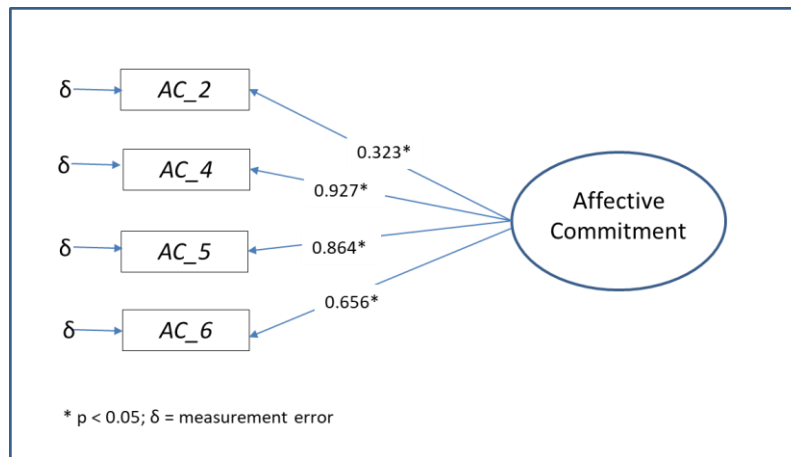 δ
AC_2
0.323*
δ
AC_4
0.927*
Affective
Commitment
δ
AC_5
0.864*
0.656*
δ
AC_6
* p < 0.05; δ = measurement error